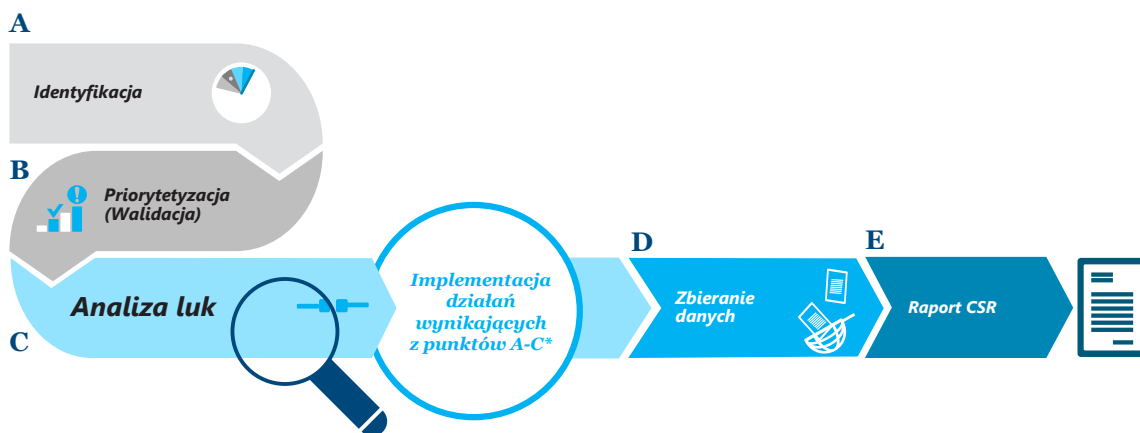 A
Identyfikacja
B
Priorytetyzacja
(Walidacja)
C
Analiza luk
Implementacja
działań
wynikających
z punktów A-C*
D
Zbieranie
danych
E
Raport CSR